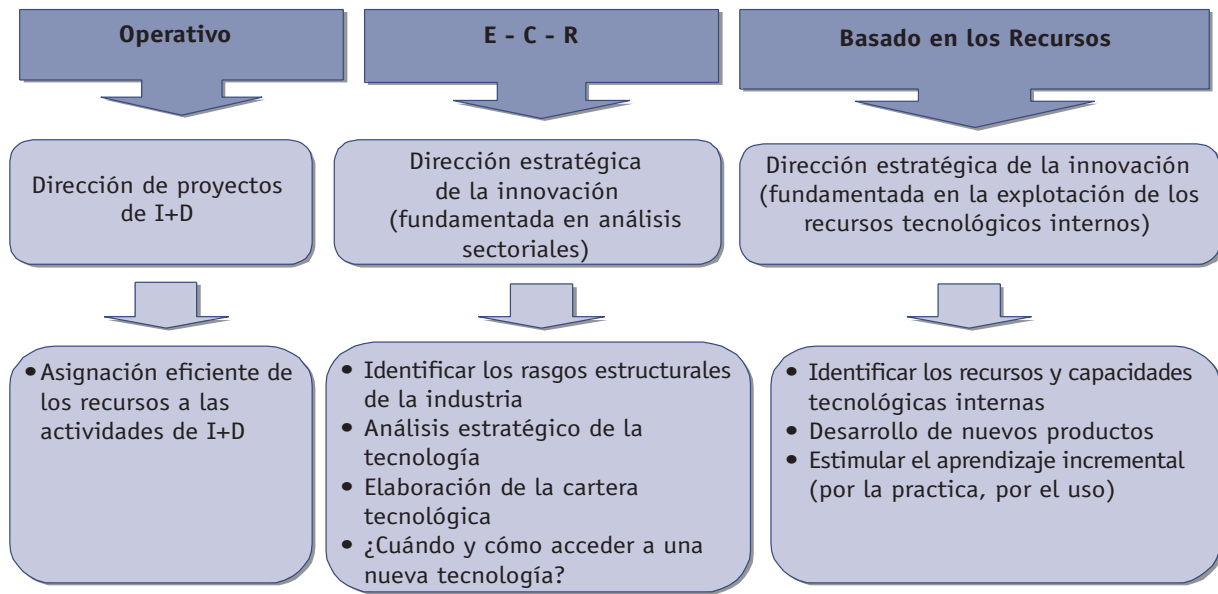 Operativo
Dirección de proyectos
de I+D
• Asignación eficiente de
los recursos a las
actividades de I+D
E - C - R
Dirección estratégica
de la innovación
(fundamentada en análisis
sectoriales)
• Identificar los rasgos estructurales
de la industria
• Análisis estratégico de la
tecnología
• Elaboración de la cartera
tecnológica
• ¿Cuándo y cómo acceder a una
nueva tecnología?
Basado en los Recursos
Dirección estratégica de la innovación
(fundamentada en la explotación de los
recursos tecnológicos internos)
• Identificar los recursos y capacidades
tecnológicas internas
• Desarrollo de nuevos productos
• Estimular el aprendizaje incremental
(por la practica, por el uso)